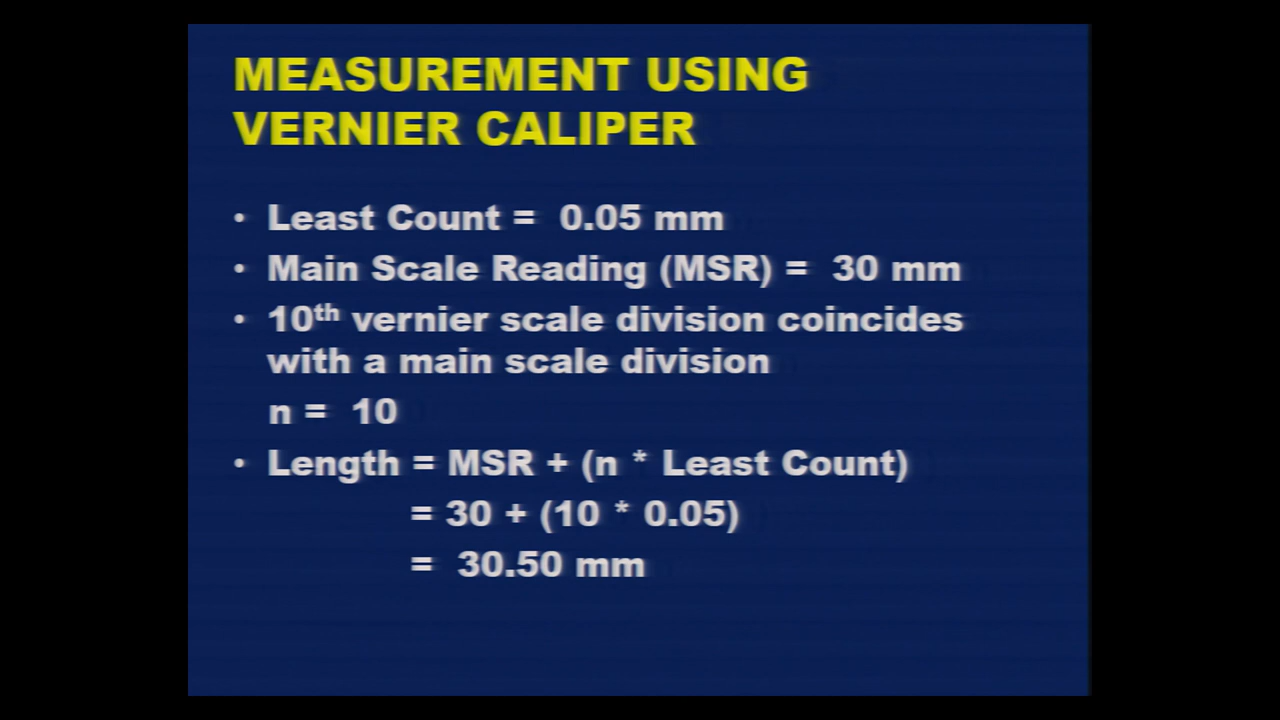 MEASUREMENT USING
VERNIER CALIPER
• Least Count = 0.05 mm
• Main Scale Reading (MSR) = 30 mm
• 10th vernier scale division coincides
with a main scale division
n = 10
• Length = MSR + (n * Least Count)
= 30 + (10 * 0.05)
= 30.50 mm